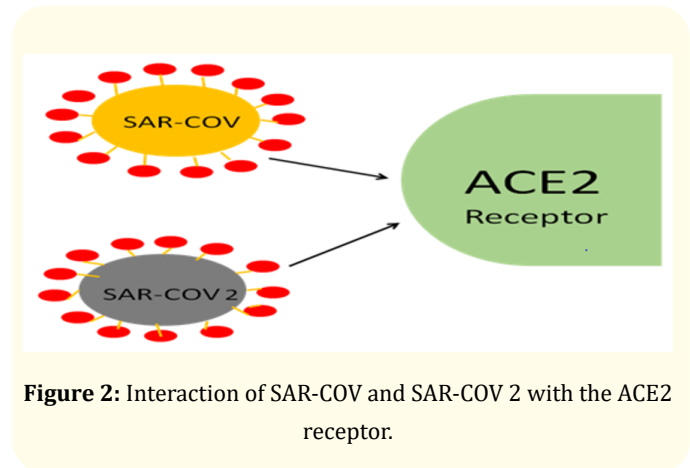 SAR-COV
ACE2
Receptor
SAR-COV 2
Figure 2: Interaction of SAR-COV and SAR-COV 2 with the ACE2
receptor.